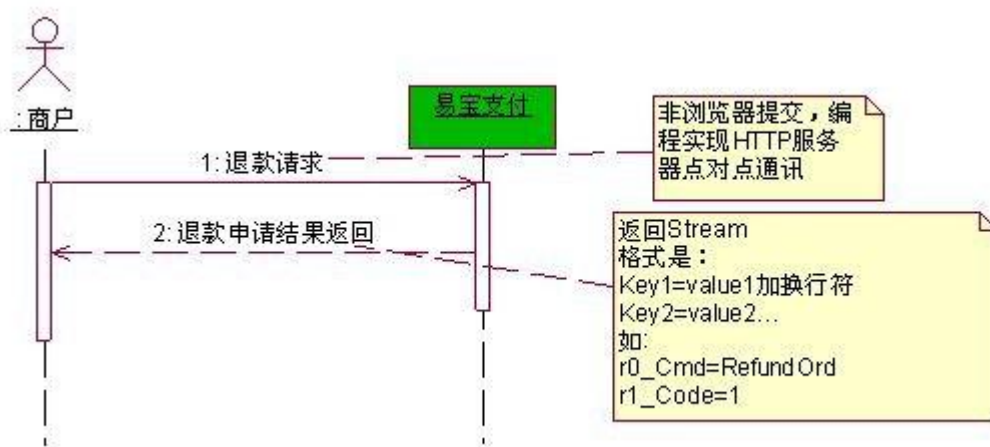 :商户
易宝支付
非浏览器提交，编
程实现HTTP服务
器点对点通讯
1:退款请求
2:退款申请结果返回
返回Stream
格式是：
Key1=value1加换行符
Key2=value2...
如:
r0_Cmd=RefundOrd
r1_Code=1